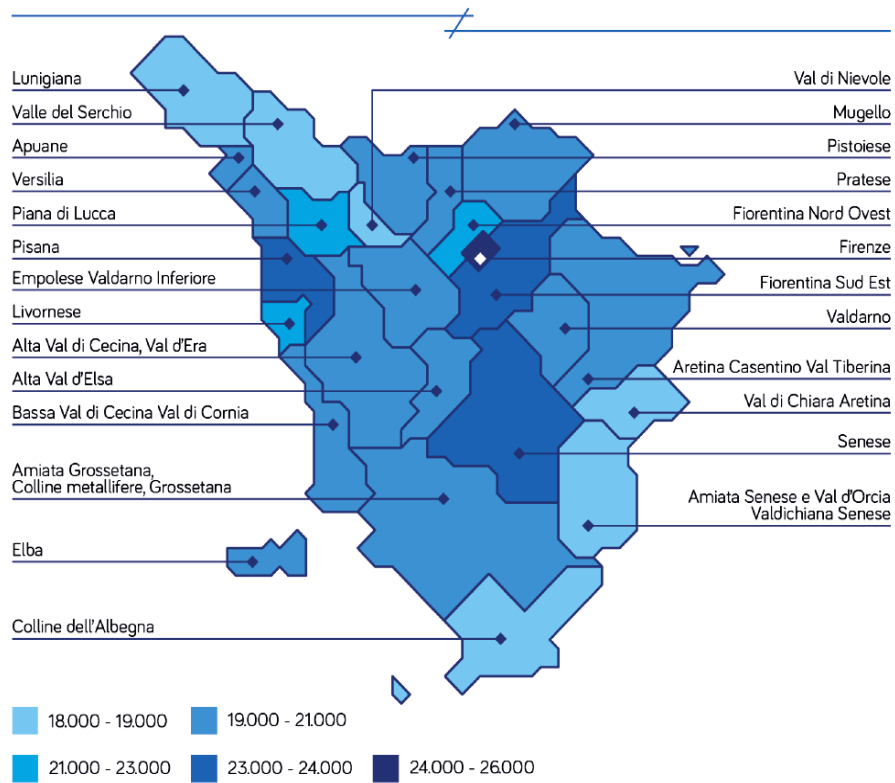 Lunigiana
Valle del Serchio
Apuane
Versilia
Piana di Lucca
Pisana
Empolese Valdarno Inferiore
Livornese
Alta Val di Cecina, Val d'Era
Alta Val d'Elsa
Bassa Val di Cecina Val di Cornia
Amiata Grossetana,
Colline metallifere, Grossetana
Elba
Colline dell'Albegna
Val di Nievole
Mugello
Pistoiese
Pratese
Fiorentina Nord Ovest
Firenze
Fiorentina Sud Est
Valdarno
Aretina Casentino Val Tiberina
Val di Chiara Aretina
Senese
Amiata Senese e Val d'Orcia
Valdichiana Senese
18.000 - 19.000
19.000 - 21.000
21.000 - 23.000
23.000 - 24.000
24.000 - 26.000